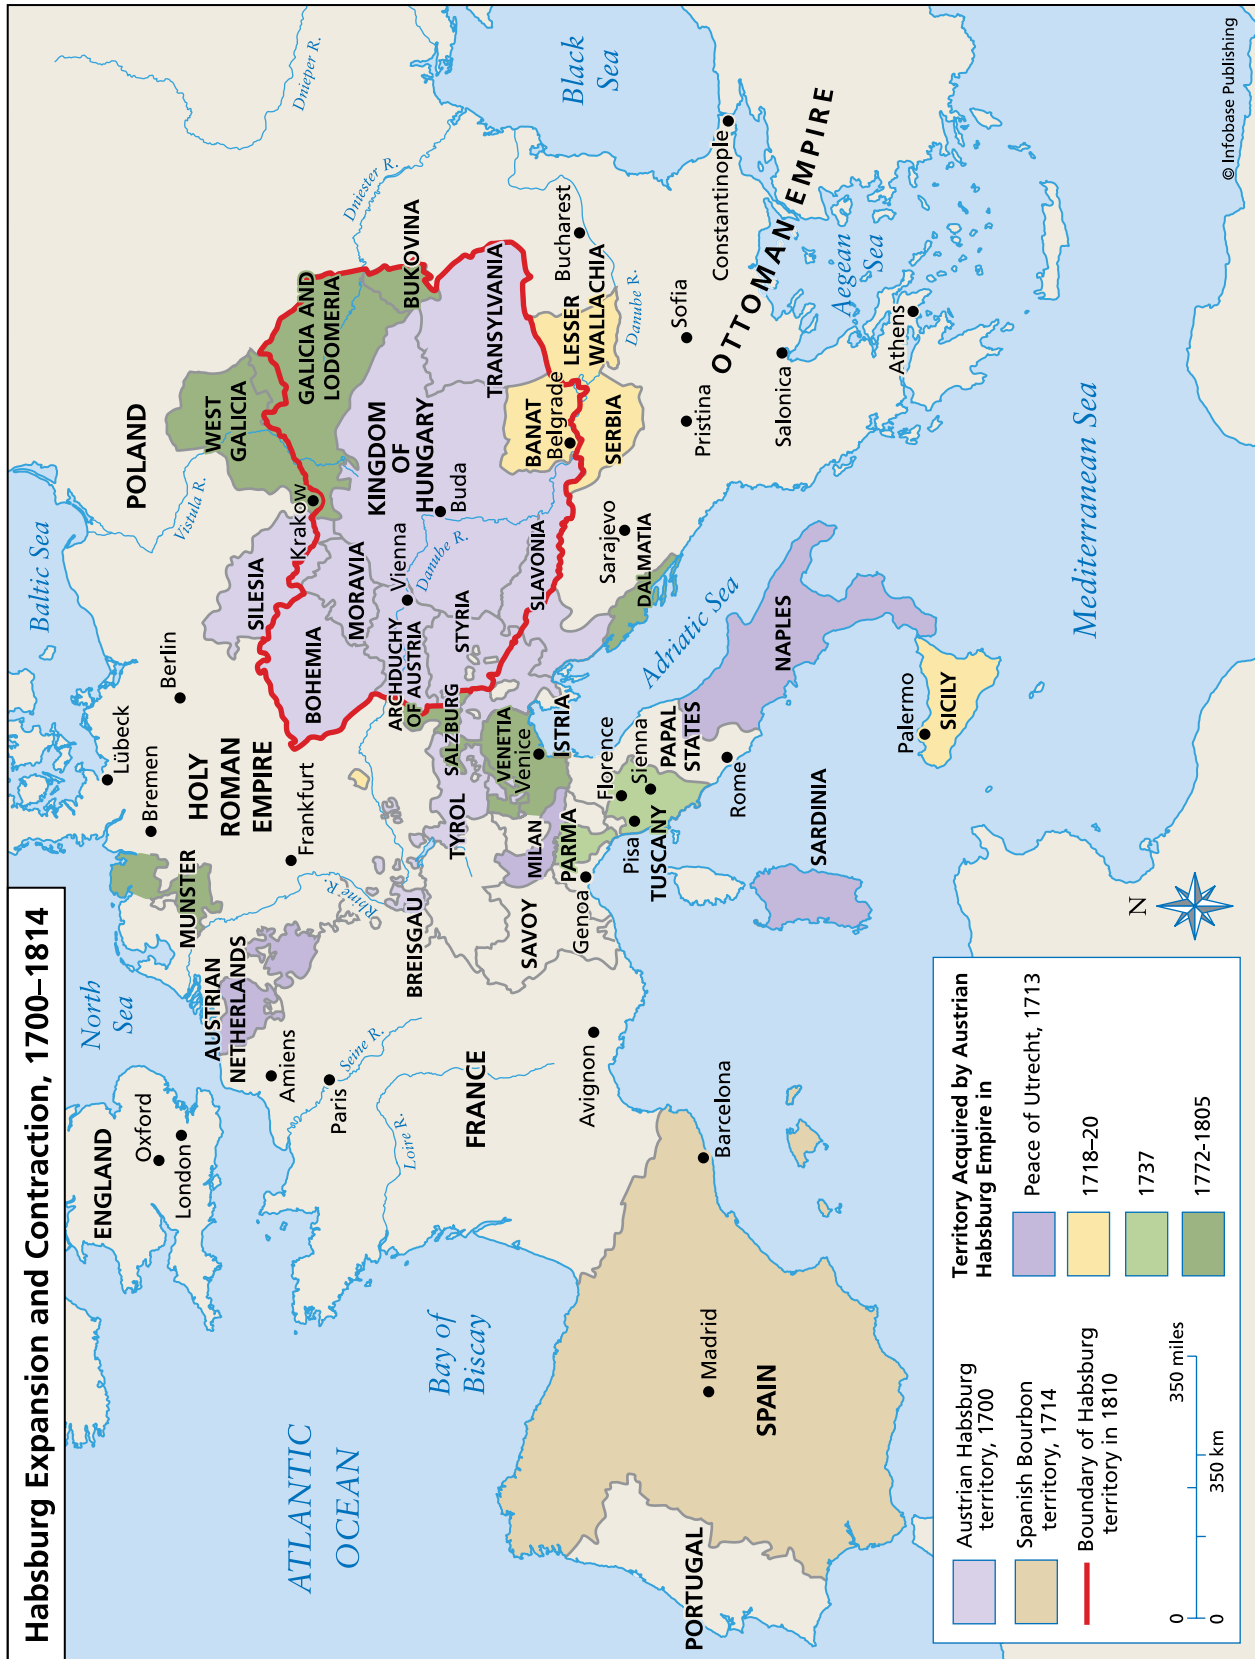 Habsburg Expansion and Contraction, 1700–1814
ATLANTIC
OCEAN
North
Sea
Baltic Sea
Black
Sea
Bay of
Biscay
Adriatic Sea
Aegean
Sea
Mediterranean Sea
Dnieper R.
Dniester R.
Vistula R.
Danube R.
Danube R.
Rhine R.
Seine R.
Loire R.
ENGLAND
Oxford
London
AUSTRIAN
NETHERLANDS
MUNSTER
Amiens
Paris
FRANCE
Avignon
Lübeck
Bremen
Berlin
HOLY
ROMAN
EMPIRE
Frankfurt
POLAND
WEST
GALICIA
GALICIA AND
LODOMERIA
BUKOVINA
Krakow
SILESIA
BOHEMIA
MORAVIA
Vienna
ARCHDUCHY
OF AUSTRIA
STYRIA
KINGDOM
OF
HUNGARY
Buda
TRANSYLVANIA
SLAVONIA
BANAT
Belgrade
SERBIA
LESSER
WALLACHIA
Bucharest
BREISGAU
TYROL
SALZBURG
VENETIA
Venice
ISTRIA
MILAN
PARMA
SAVOY
Genoa
Florence
Sienna
Pisa
TUSCANY
PAPAL
STATES
Rome
NAPLES
Palermo
SICILY
SARDINIA
Sarajevo
DALMATIA
Pristina
Sofia
Salonica
Constantinople
OTTOMAN EMPIRE
Athens
Barcelona
Madrid
SPAIN
PORTUGAL
N
Austrian Habsburg
territory, 1700
Spanish Bourbon
territory, 1714
Boundary of Habsburg
territory in 1810
Territory Acquired by Austrian
Habsburg Empire in
Peace of Utrecht, 1713
1718–20
1737
1772-1805
0
350 miles
0
350 km
© Infobase Publishing